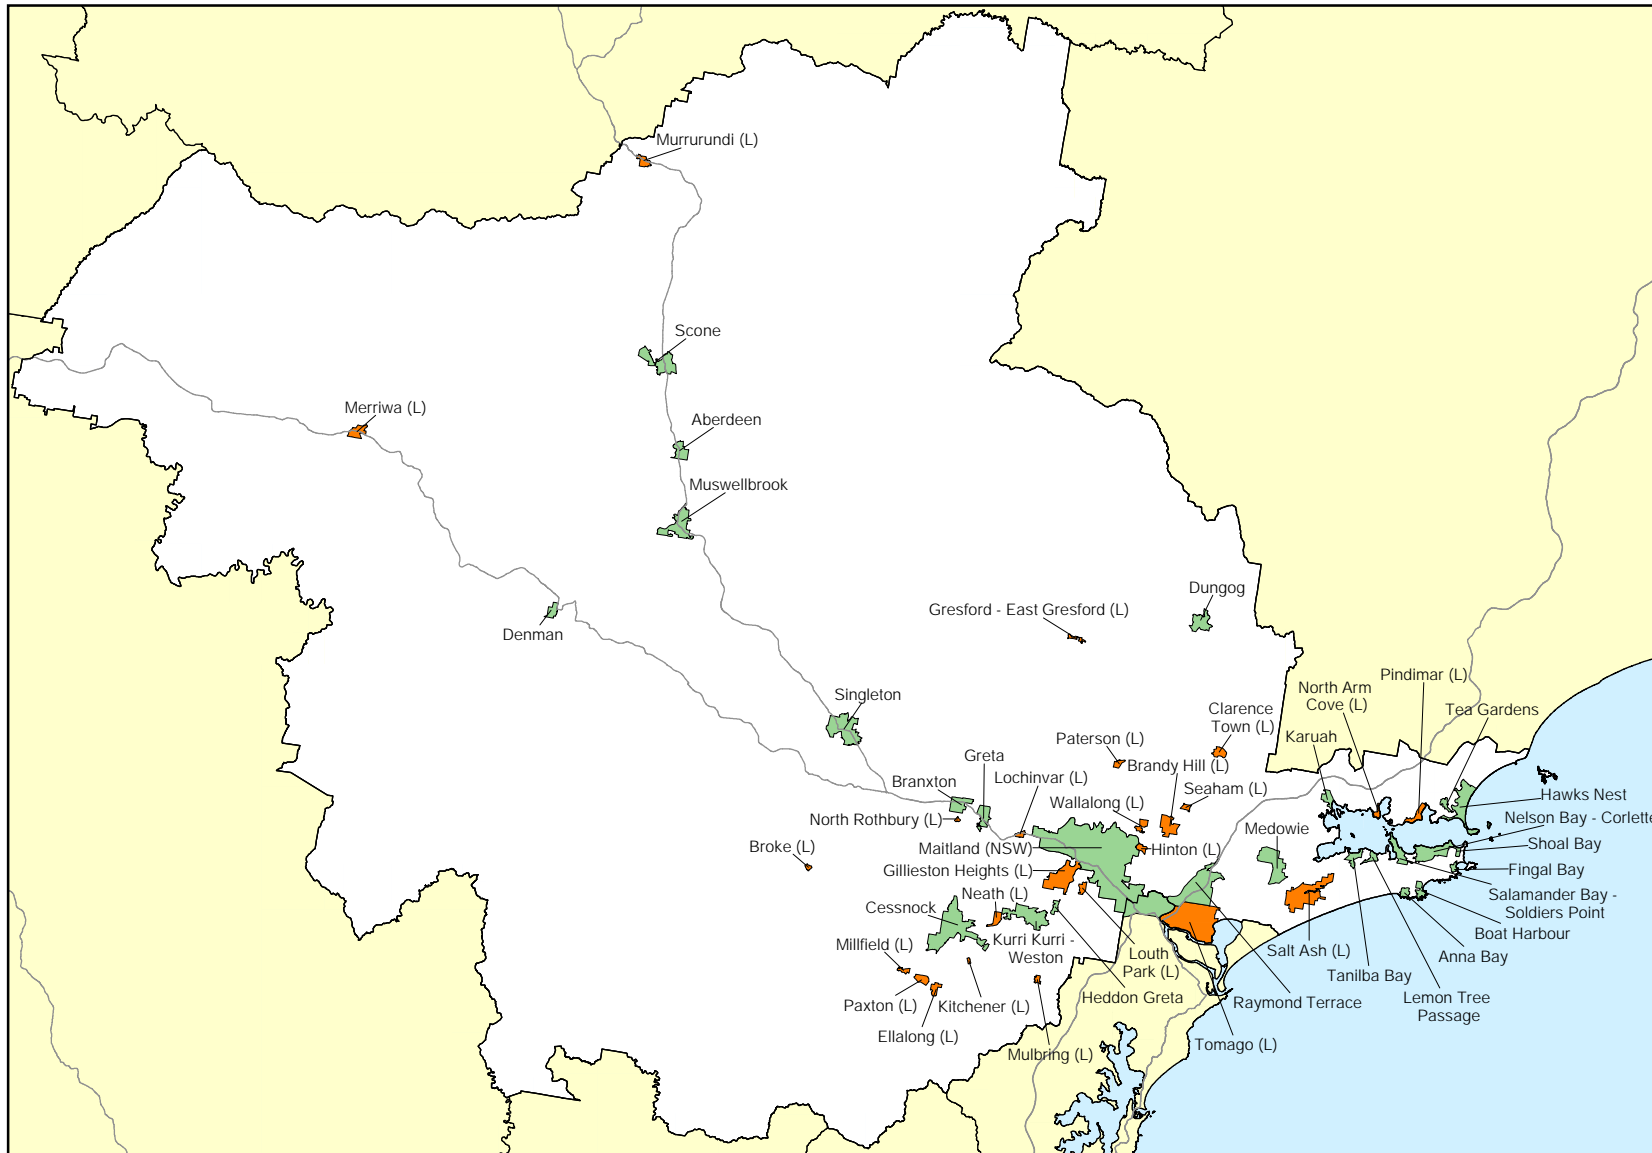 Murrurundi (L)
Scone
Merriwa (L)
Aberdeen
Muswellbrook
Dungog
Gresford - East Gresford (L)
Denman
Pindimar (L)
North Arm
Cove (L)
Singleton
Clarence
Town (L)
Tea Gardens
Karuah
Paterson (L)
Greta
Brandy Hill (L)
Lochinvar (L)
Branxton
Seaham (L)
Hawks Nest
Wallalong (L)
North Rothbury (L)
Nelson Bay - Corlette
Medowie
Shoal Bay
Broke (L)
Maitland (NSW)
Hinton (L)
Gillieston Heights (L)
Fingal Bay
Neath (L)
Salamander Bay -
Soldiers Point
Cessnock
Boat Harbour
Kurri Kurri -
Weston
Millfield (L)
Louth
Park (L)
Salt Ash (L)
Anna Bay
Tanilba Bay
Heddon Greta
Raymond Terrace
Lemon Tree
Passage
Paxton (L)
Kitchener (L)
Ellalong (L)
Tomago (L)
Mulbring (L)